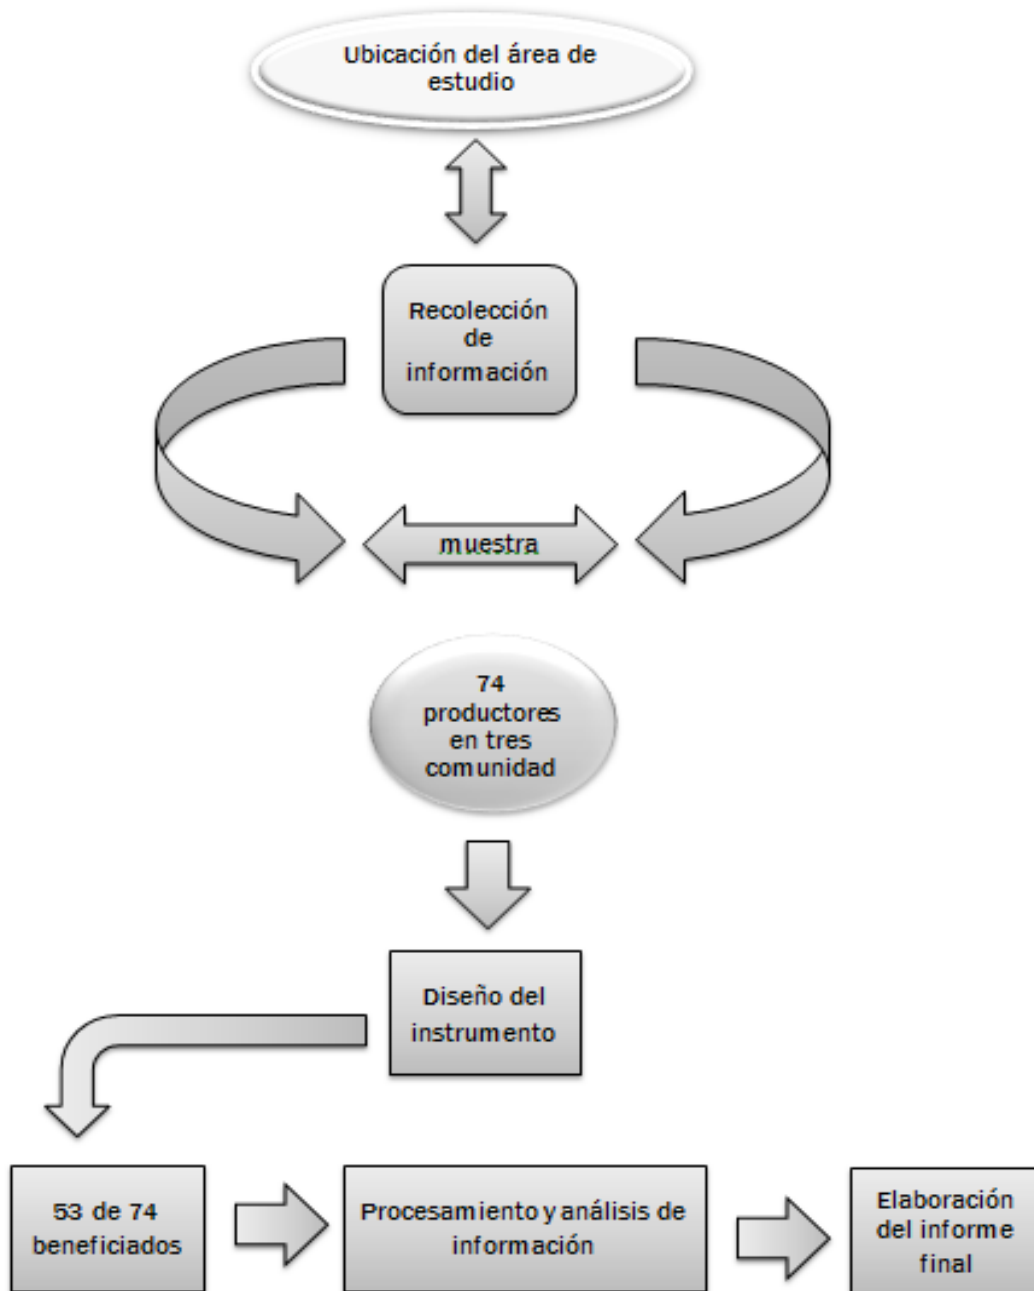 Ubicación del área de
estudio
Recolección
de
información
muestra
74
productores
en tres
comunidad
Diseño del
instrumento
53 de 74
beneficiados
Procesamiento y análisis de
información
Elaboración
del informe
final